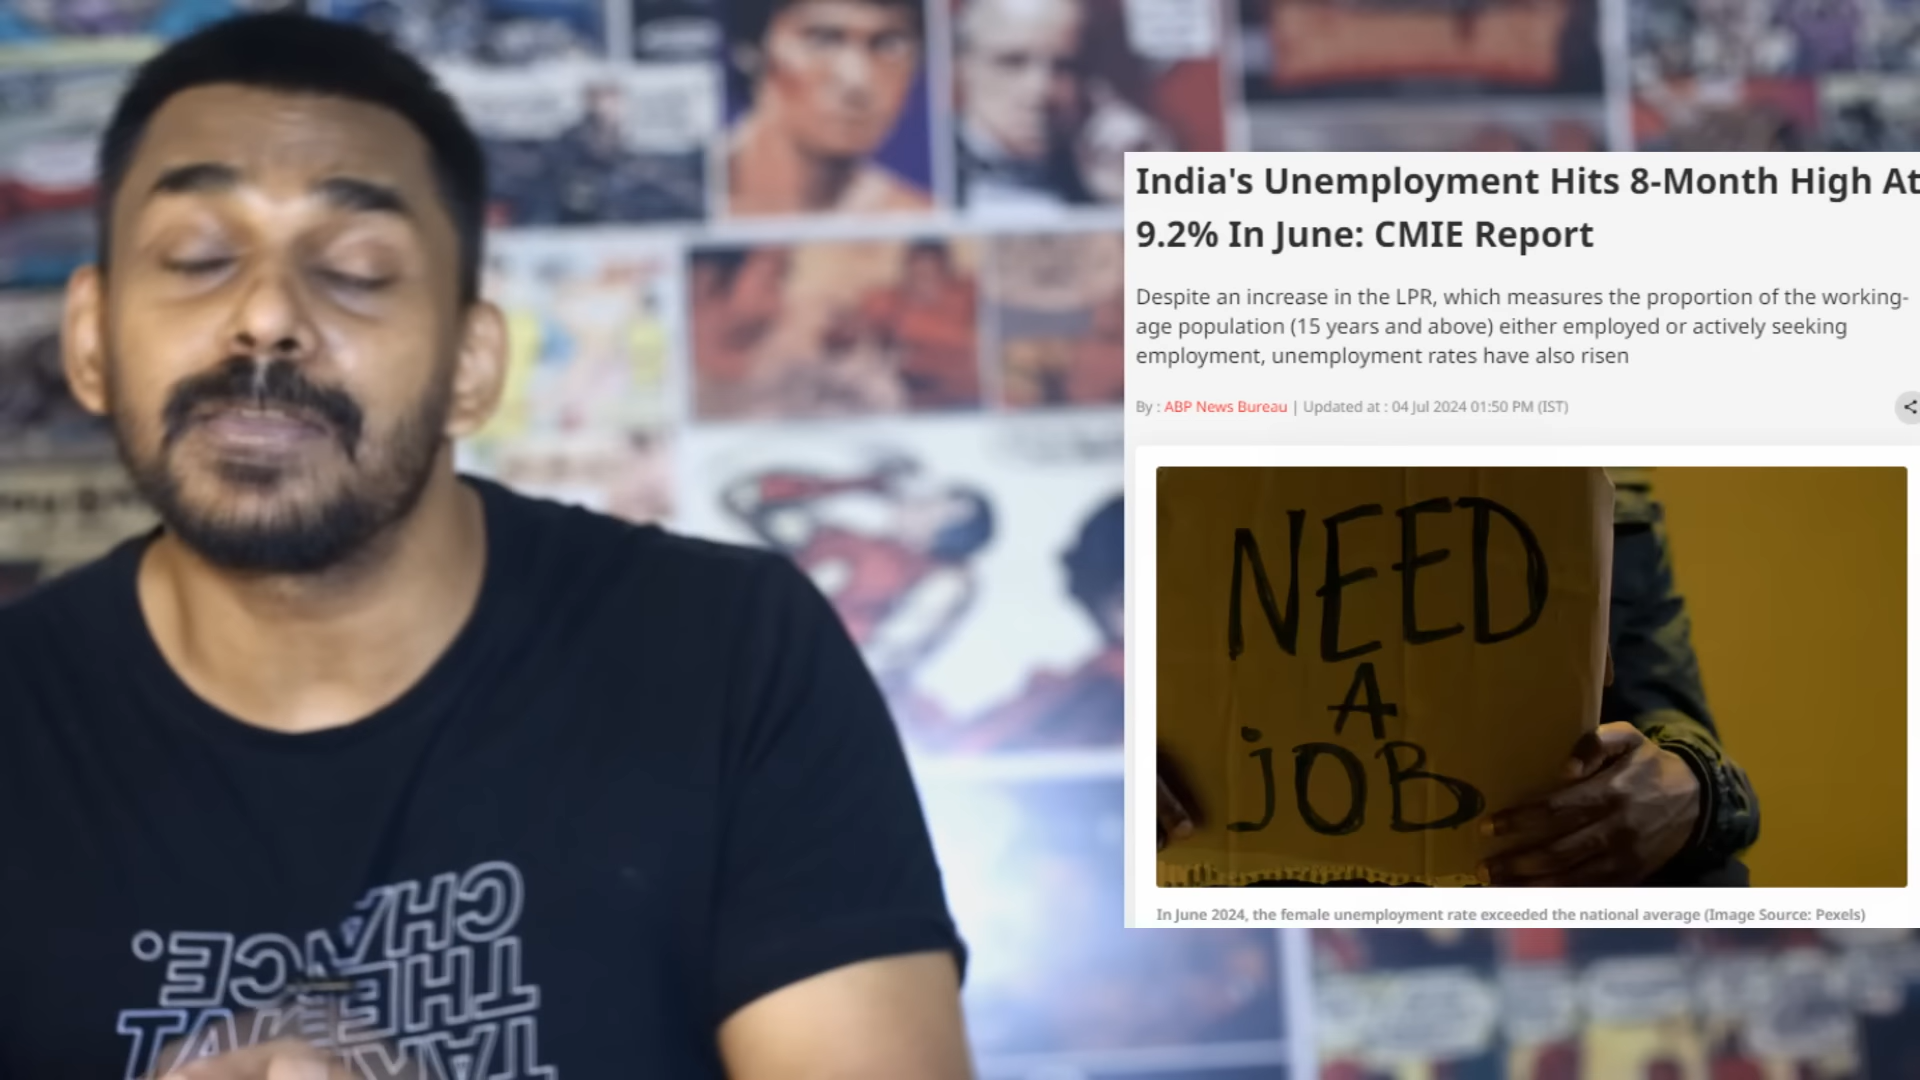 India's Unemployment Hits 8-Month High At
9.2% In June: CMIE Report
Despite an increase in the LPR, which measures the proportion of the working-
age population (15 years and above) either employed or actively seeking
employment, unemployment rates have also risen
By : ABP News Bureau | Updated at : 04 Jul 2024 01:50 PM (IST)
NEED
A
JOB
In June 2024, the female unemployment rate exceeded the national average (Image Source: Pexels)
TAKE
THE
CHANCE.